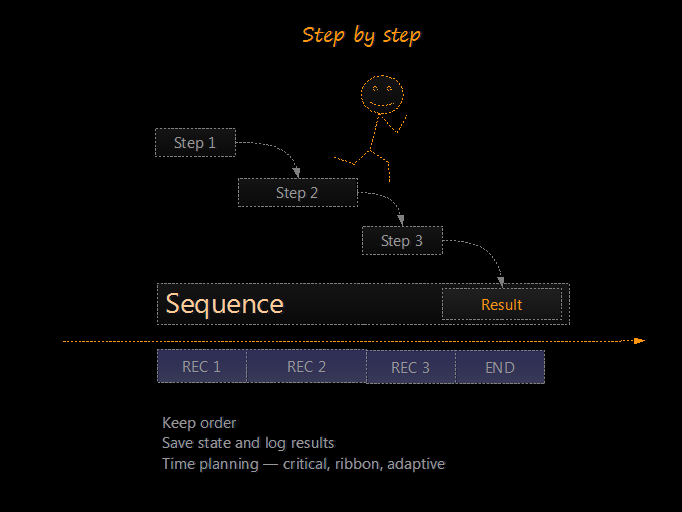 Step by step
Step 1
Step 2
Step 3
Sequence
Result
REC 1
REC 2
REC 3
END
Keep order
Save state and log results
Time planning — critical, ribbon, adaptive